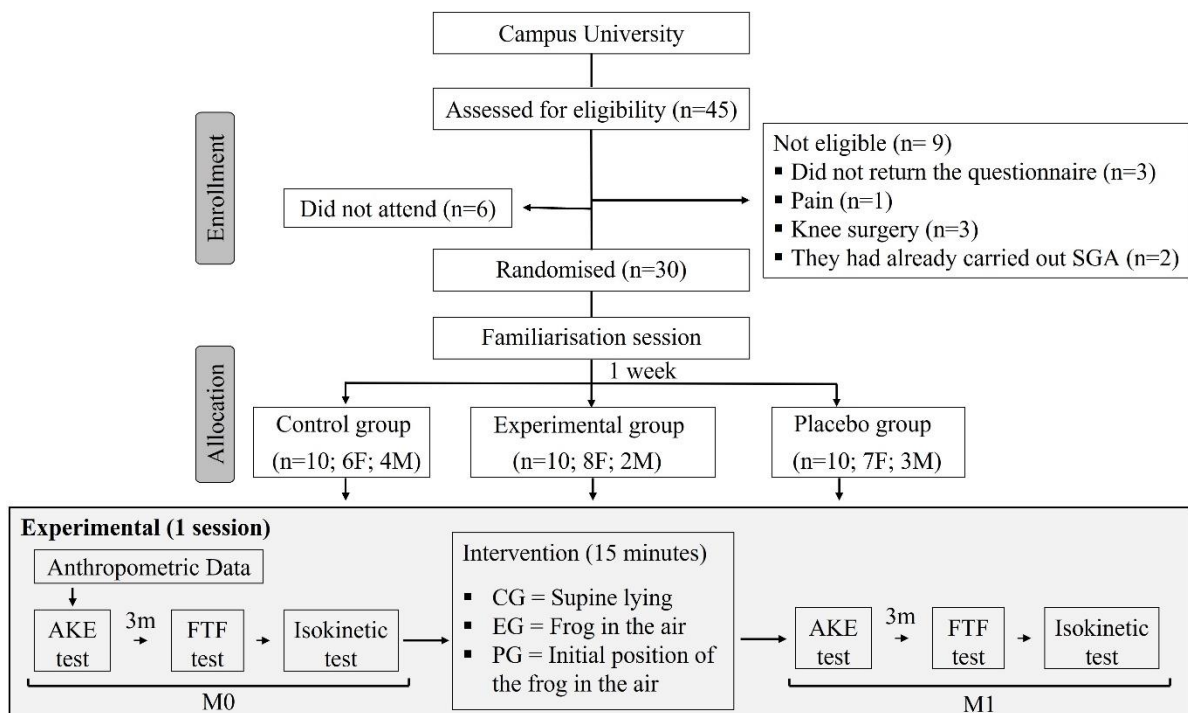 Campus University
Assessed for eligibility (n=45)
Enrollment
Not eligible (n= 9)
▪ Did not return the questionnaire (n=3)
▪ Pain (n=1)
▪ Knee surgery (n=3)
▪ They had already carried out SGA (n=2)
Did not attend (n=6)
Randomised (n=30)
Familiarisation session
1 week
Allocation
Control group
(n=10; 6F; 4M)
Experimental group
(n=10; 8F; 2M)
Placebo group
(n=10; 7F; 3M)
Experimental (1 session)
Anthropometric Data
AKE
test
3m
FTF
test
Isokinetic
test
M0
Intervention (15 minutes)
▪ CG = Supine lying
▪ EG = Frog in the air
▪ PG = Initial position of
the frog in the air
AKE
test
3m
FTF
test
Isokinetic
test
M1